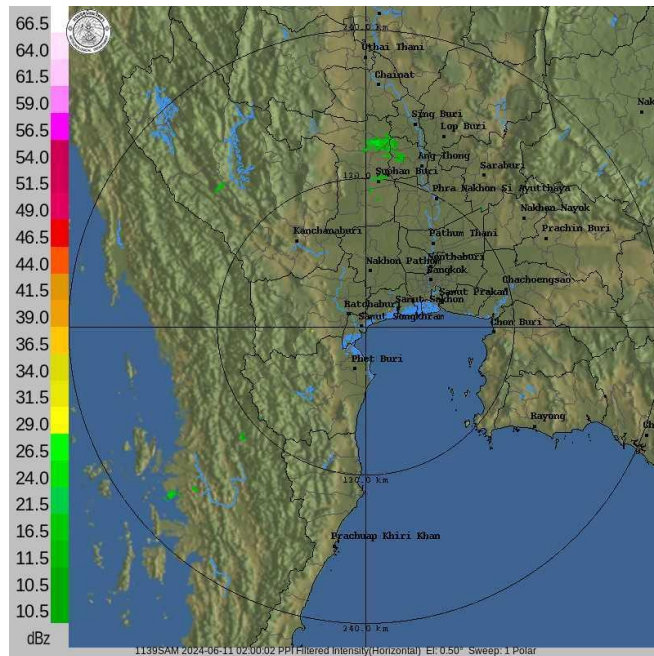 66.5
64.0
61.5
59.0
56.5
54.0
51.5
49.0
46.5
44.0
41.5
39.0
36.5
34.0
31.5
29.0
26.5
24.0
21.5
16.5
11.5
10.5
10.5
dBz
240.0 km
Uthai Thani
Chainat
Sing Buri
Lop Buri
Ang Thong
Saraburi
120.0 km
Suphan Buri
Phra Nakhon Si Ayutthaya
Nakhon Nayok
Prachin Buri
Kanchanaburi
Pathum Thani
Nonthaburi
Nakhon Pathom
Bangkok
Chachoengsao
Samut Prakan
Samut Sakhon
Ratchaburi
Samut Songkhram
Chon Buri
Phet Buri
Rayong
120.0 km
Prachuap Khiri Khan
240.0 km
1139SAM 2024-06-11 02:00:02 PPI Filtered Intensity(Horizontal) El: 0.50° Sweep: 1 Polar